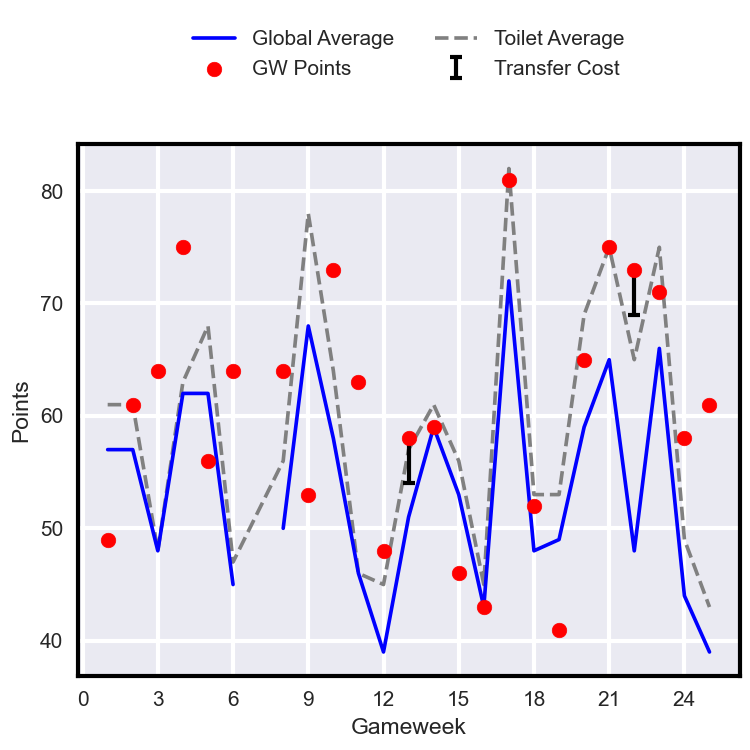 Global Average
GW Points
Toilet Average
Transfer Cost
80
70
60
50
40
Points
0 3 6 9 12 15 18 21 24
Gameweek